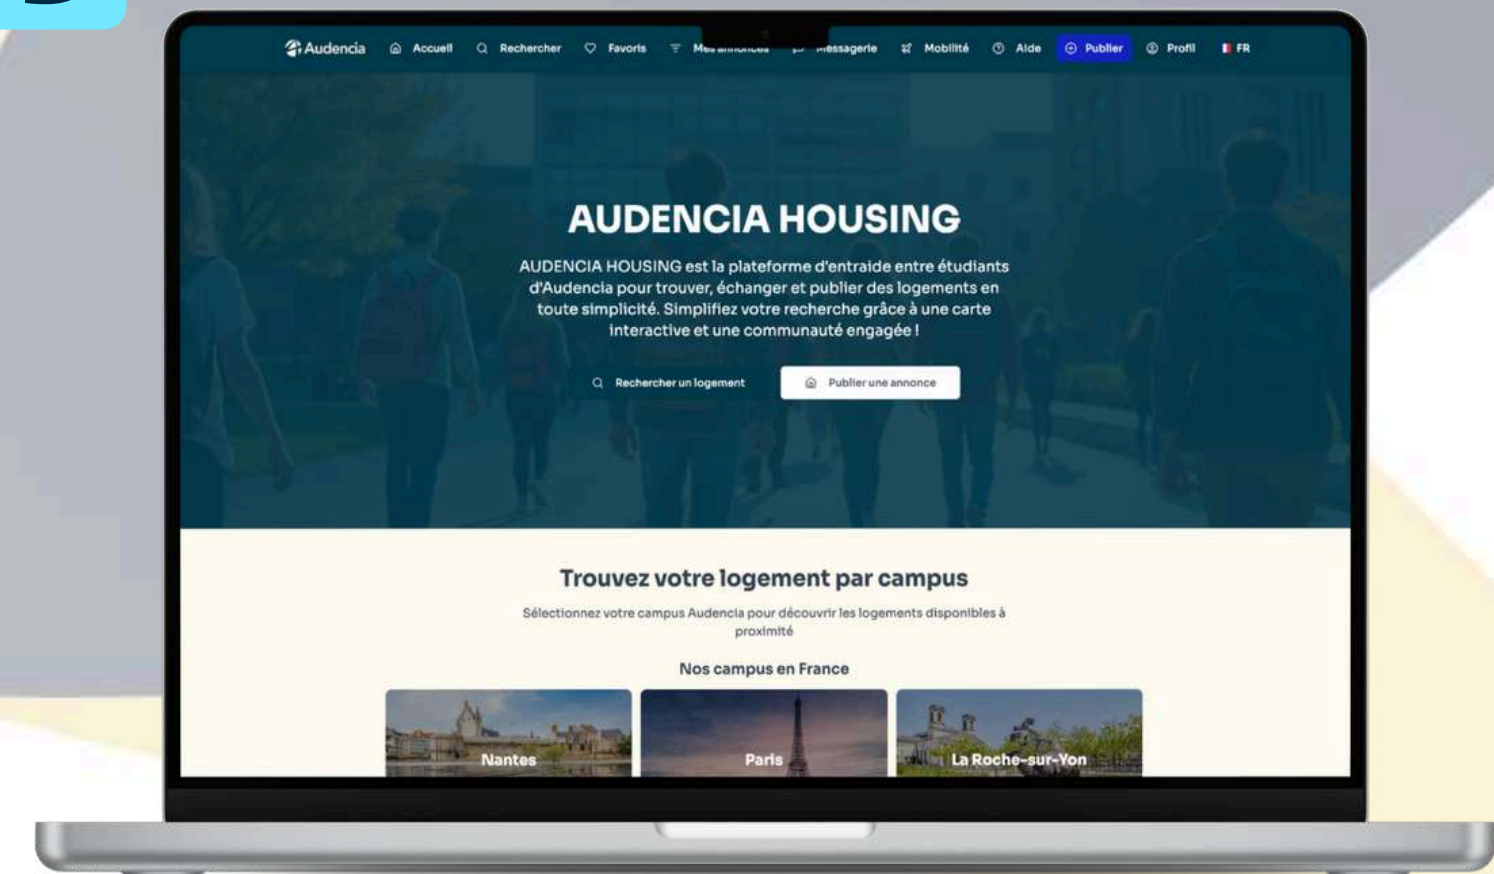 Audencia Accueil Rechercher Favoris Messagerie Mobilité Aide Publier Profil FR
AUDENCIA HOUSING
AUDENCIA HOUSING est la plateforme d'entraide entre étudiants
d'Audencia pour trouver, échanger et publier des logements en
toute simplicité. Simplifiez votre recherche grâce à une carte
interactive et une communauté engagée !
Rechercher un logement Publier une annonce
Trouvez votre logement par campus
Sélectionnez votre campus Audencia pour découvrir les logements disponibles à
proximité
Nos campus en France
Nantes Paris La Roche-sur-Yon